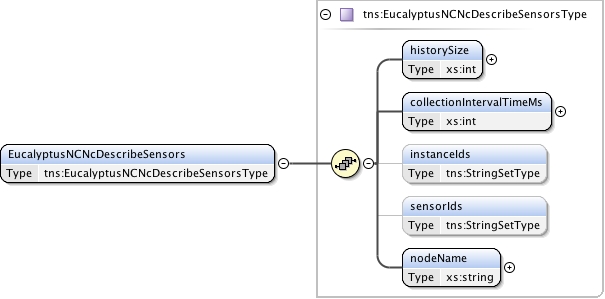 tns:EucalyptusNCNcDescribeSensorsType
historySize
Type xs:int
collectionIntervalTimeMs
Type xs:int
EucalyptusNCNcDescribeSensors
Type tns:EucalyptusNCNcDescribeSensorsType
instanceIds
Type tns:StringSetType
sensorIds
Type tns:StringSetType
nodeName
Type xs:string